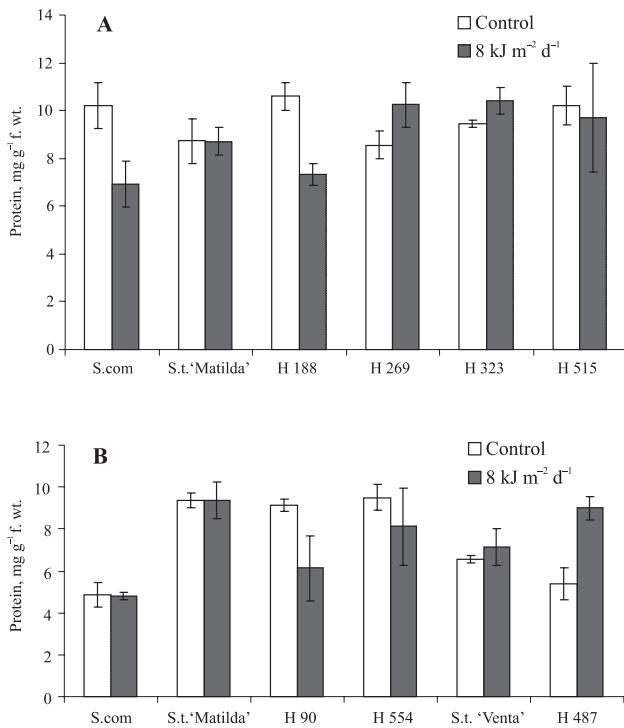 A
Control
8 kJ m⁻² d⁻¹
Protein, mg g⁻¹ f. wt.
14
12
10
8
6
4
2
0
S.com S.t.‘Matilda’ H 188 H 269 H 323 H 515
B
Control
8 kJ m⁻² d⁻¹
Protein, mg g⁻¹ f. wt.
12
10
8
6
4
2
0
S.com S.t.‘Matilda’ H 90 H 554 S.t. ‘Venta’ H 487